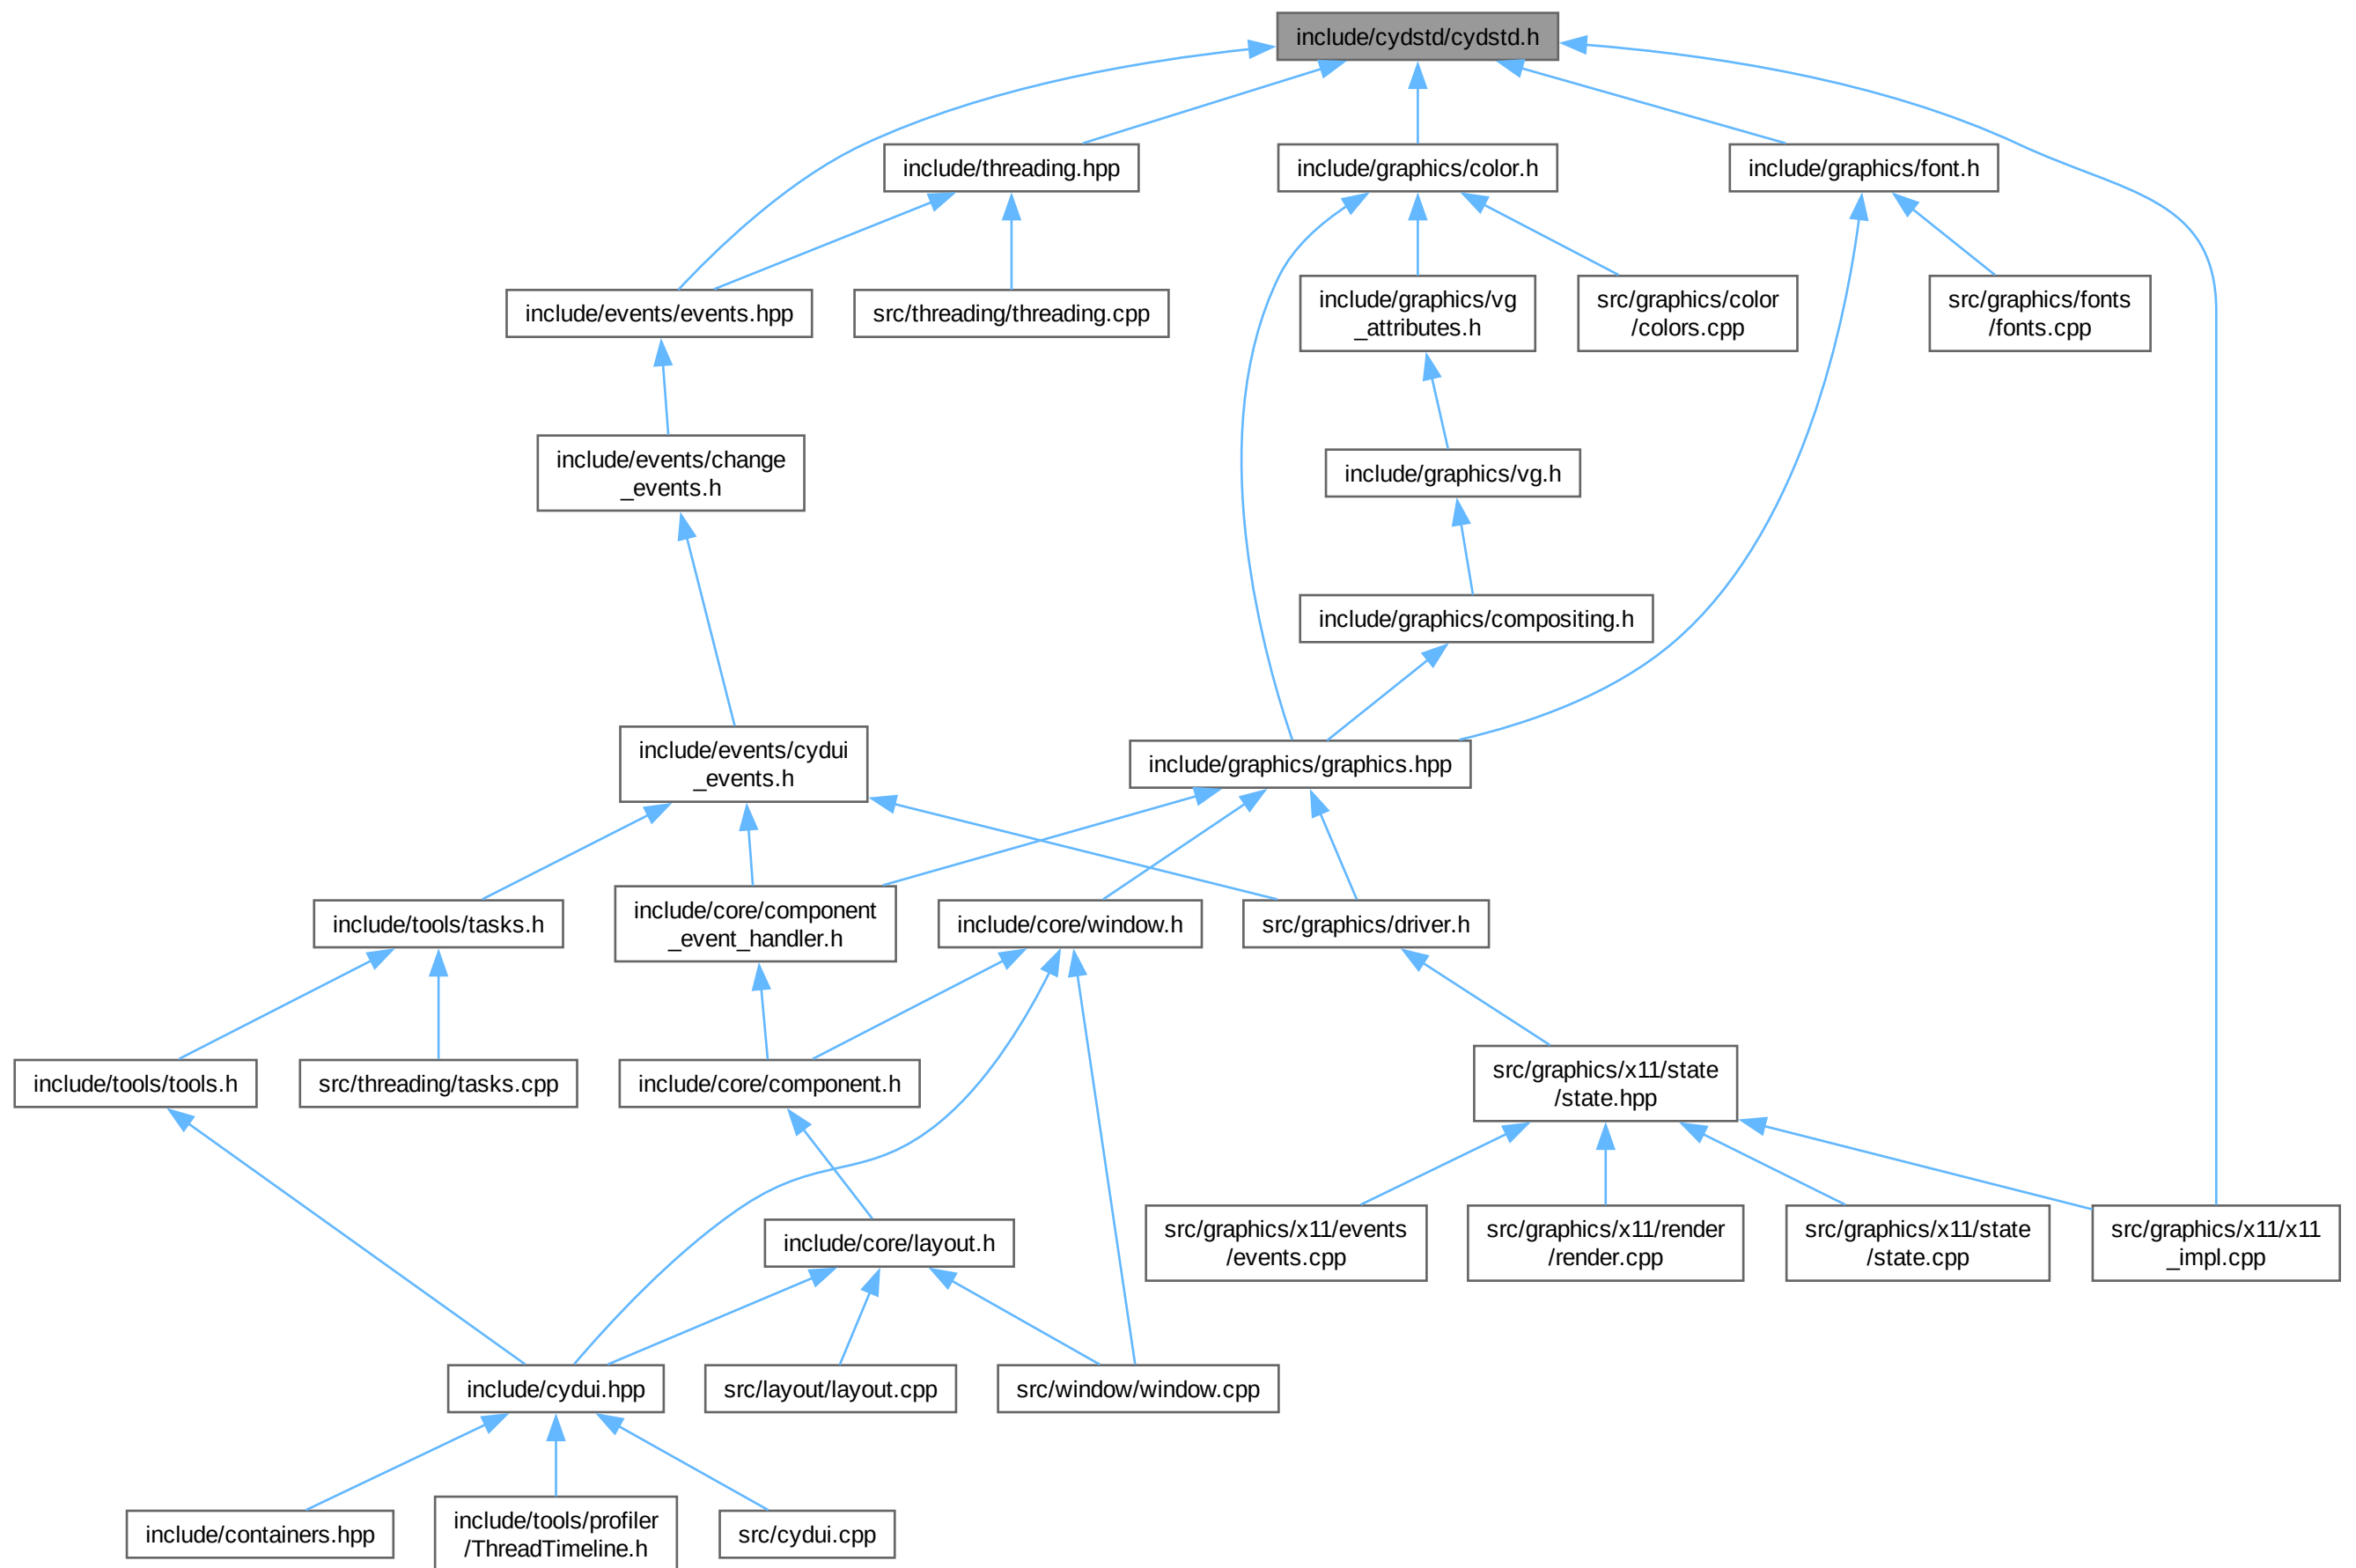 include/cydstd/cydstd.h
include/threading.hpp
include/graphics/color.h
include/graphics/font.h
include/events/events.hpp
src/threading/threading.cpp
include/graphics/vg
_attributes.h
src/graphics/color
/colors.cpp
src/graphics/fonts
/fonts.cpp
include/events/change
_events.h
include/graphics/vg.h
include/graphics/compositing.h
include/events/cydui
_events.h
include/graphics/graphics.hpp
include/tools/tasks.h
include/core/component
_event_handler.h
include/core/window.h
src/graphics/driver.h
include/tools/tools.h
src/threading/tasks.cpp
include/core/component.h
src/graphics/x11/state
/state.hpp
include/core/layout.h
src/graphics/x11/events
/events.cpp
src/graphics/x11/render
/render.cpp
src/graphics/x11/state
/state.cpp
src/graphics/x11/x11
_impl.cpp
include/cydui.hpp
src/layout/layout.cpp
src/window/window.cpp
include/containers.hpp
include/tools/profiler
/ThreadTimeline.h
src/cydui.cpp